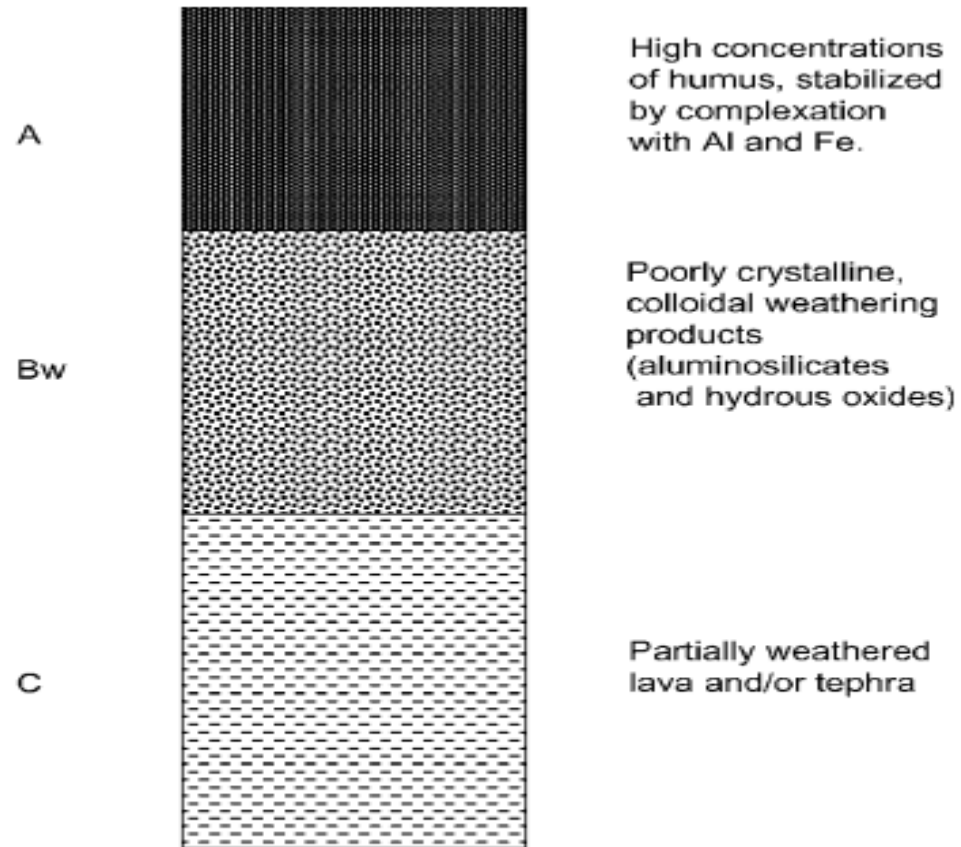 A
High concentrations
of humus, stabilized
by complexation
with Al and Fe.
Bw
Poorly crystalline,
colloidal weathering
products
(aluminosilicates
and hydrous oxides)
C
Partially weathered
lava and/or tephra